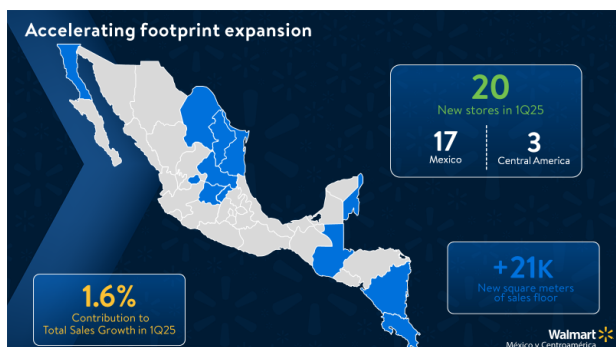 Accelerating footprint expansion
20
New stores in 1Q25
17
Mexico
3
Central America
+21K
New square meters
of sales floor
1.6%
Contribution to
Total Sales Growth in 1Q25
Walmart
México y Centroamérica